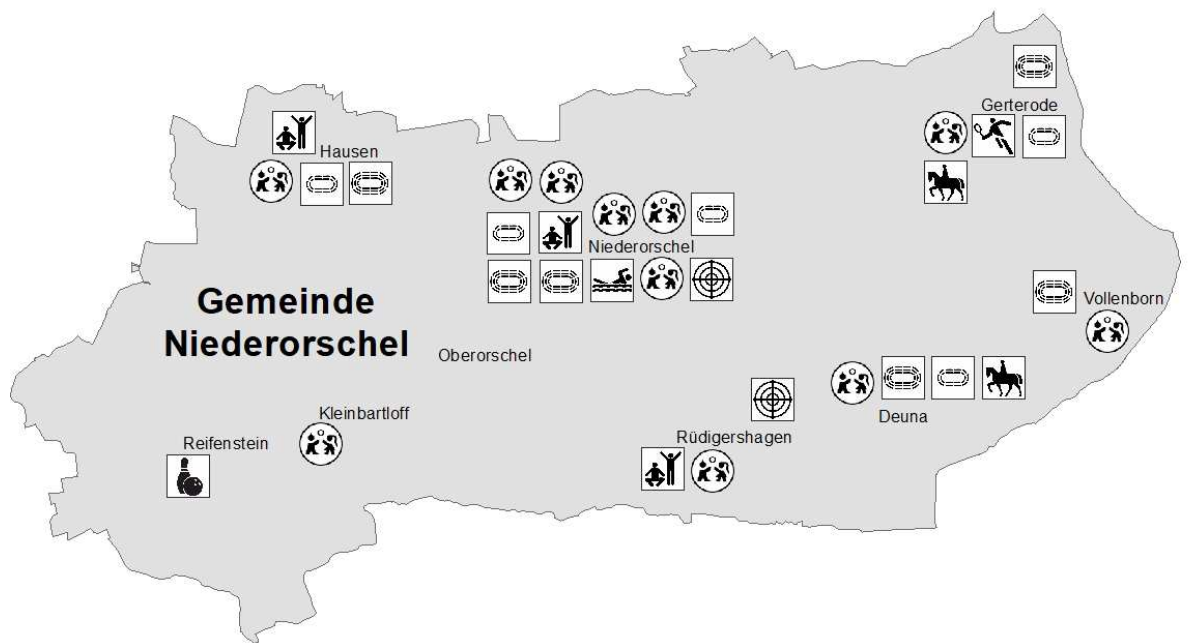 Gerterode
Hausen
Niederorschel
Gemeinde
Niederorschel
Vollenborn
Oberorschel
Kleinbartloff
Deuna
Reifenstein
Rüdigershagen